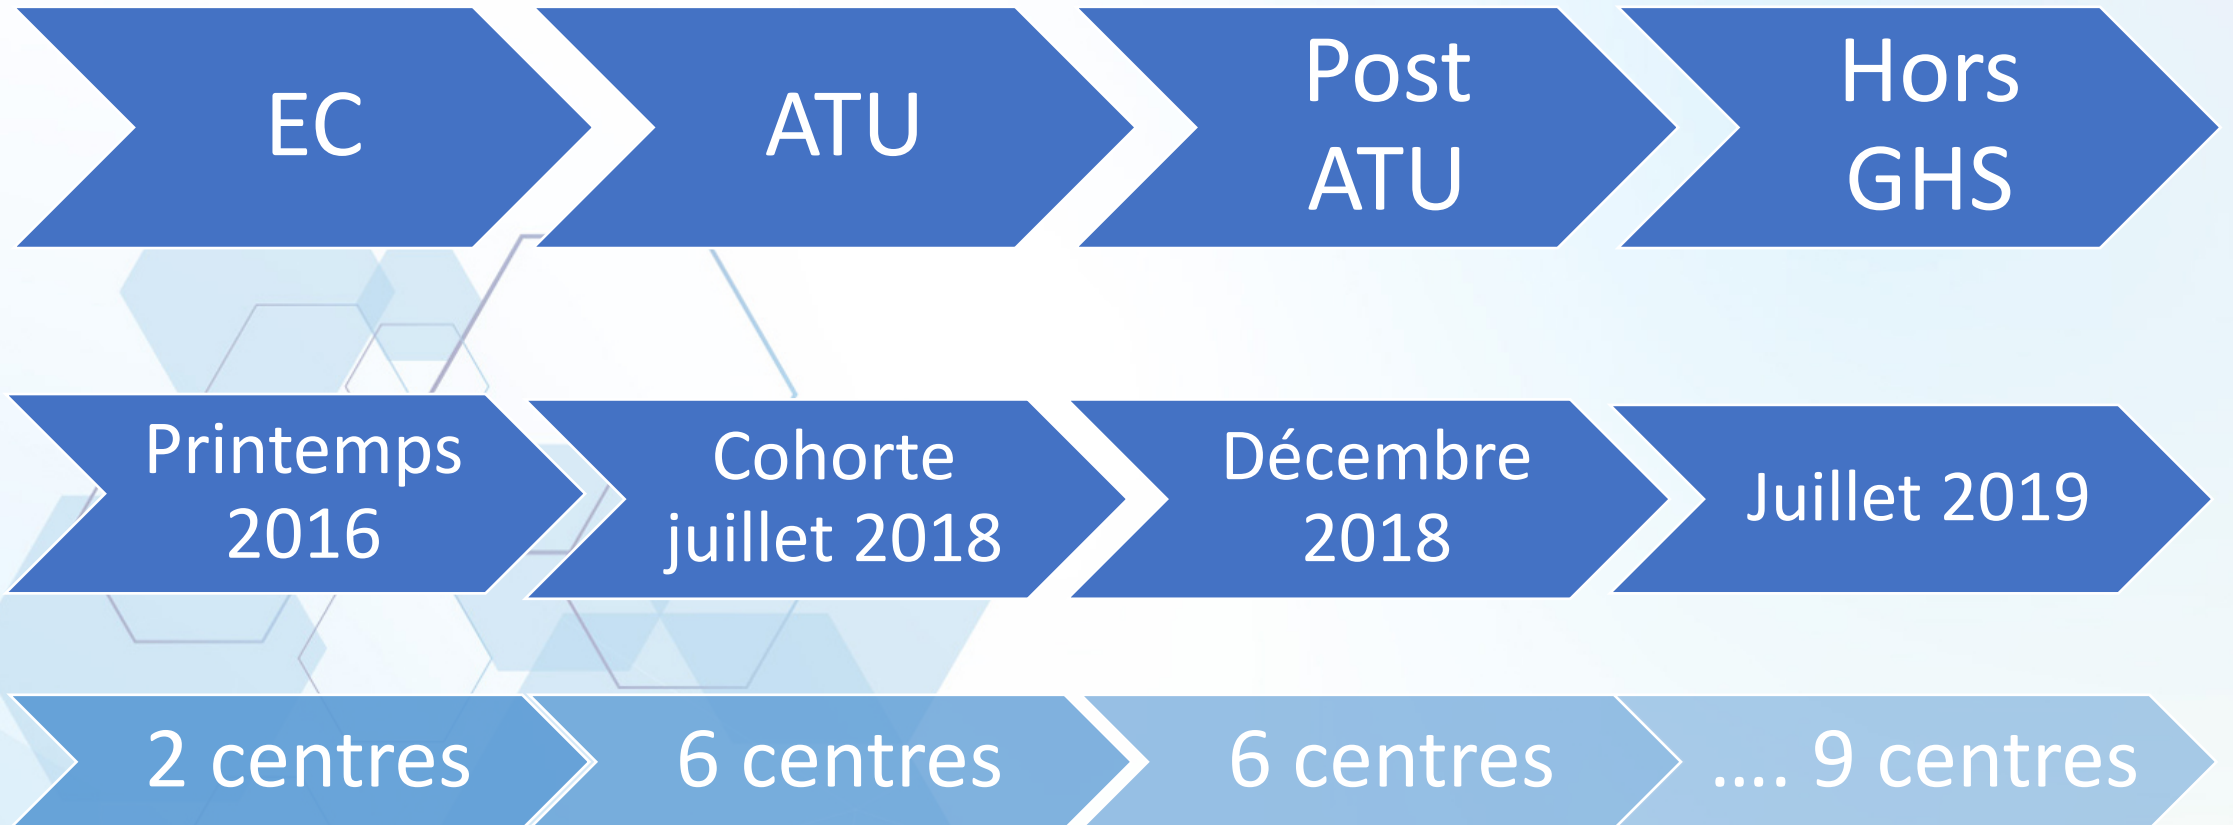 EC
ATU
Post
ATU
Hors
GHS
Printemps
2016
Cohorte
juillet 2018
Décembre
2018
Juillet 2019
2 centres
6 centres
6 centres
.... 9 centres